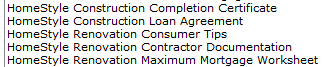 HomeStyle Construction Completion Certificate
HomeStyle Construction Loan Agreement
HomeStyle Renovation Consumer Tips
HomeStyle Renovation Contractor Documentation
HomeStyle Renovation Maximum Mortgage Worksheet